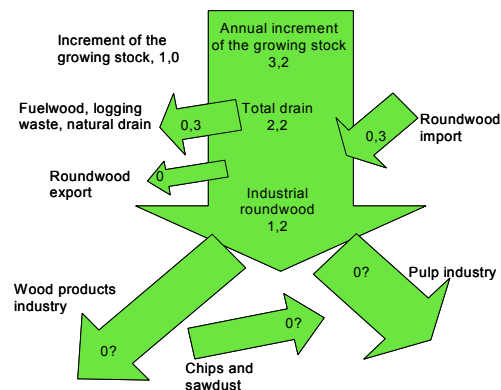 Annual increment
of the growing stock
3,2
Increment of the
growing stock, 1,0
Fuelwood, logging
waste, natural drain
0,3
Total drain
2,2
0,3
Roundwood
import
Roundwood
export
0
Industrial
roundwood
1,2
Wood products
industry
0?
0?
Pulp industry
0?
Chips and
sawdust